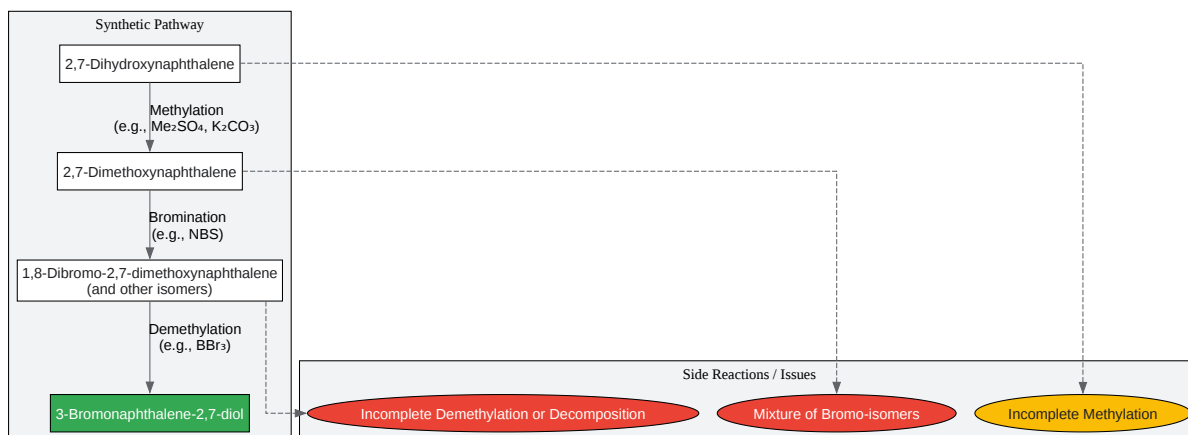 Synthetic Pathway
2,7-Dihydroxynaphthalene
Methylation
(e.g., Me₂SO₄, K₂CO₃)
2,7-Dimethoxynaphthalene
Bromination
(e.g., NBS)
1,8-Dibromo-2,7-dimethoxynaphthalene
(and other isomers)
Demethylation
(e.g., BBr₃)
3-Bromonaphthalene-2,7-diol
Side Reactions / Issues
Incomplete Demethylation or Decomposition
Mixture of Bromo-isomers
Incomplete Methylation